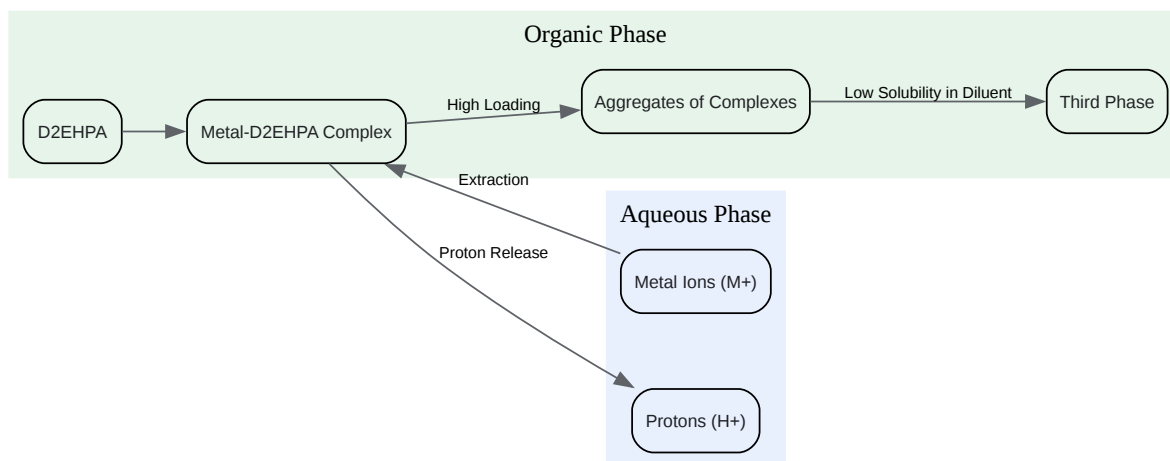 Organic Phase
D2EHPA
Metal-D2EHPA Complex
High Loading
Aggregates of Complexes
Low Solubility in Diluent
Third Phase
Extraction
Aqueous Phase
Proton Release
Metal Ions (M+)
Protons (H+)